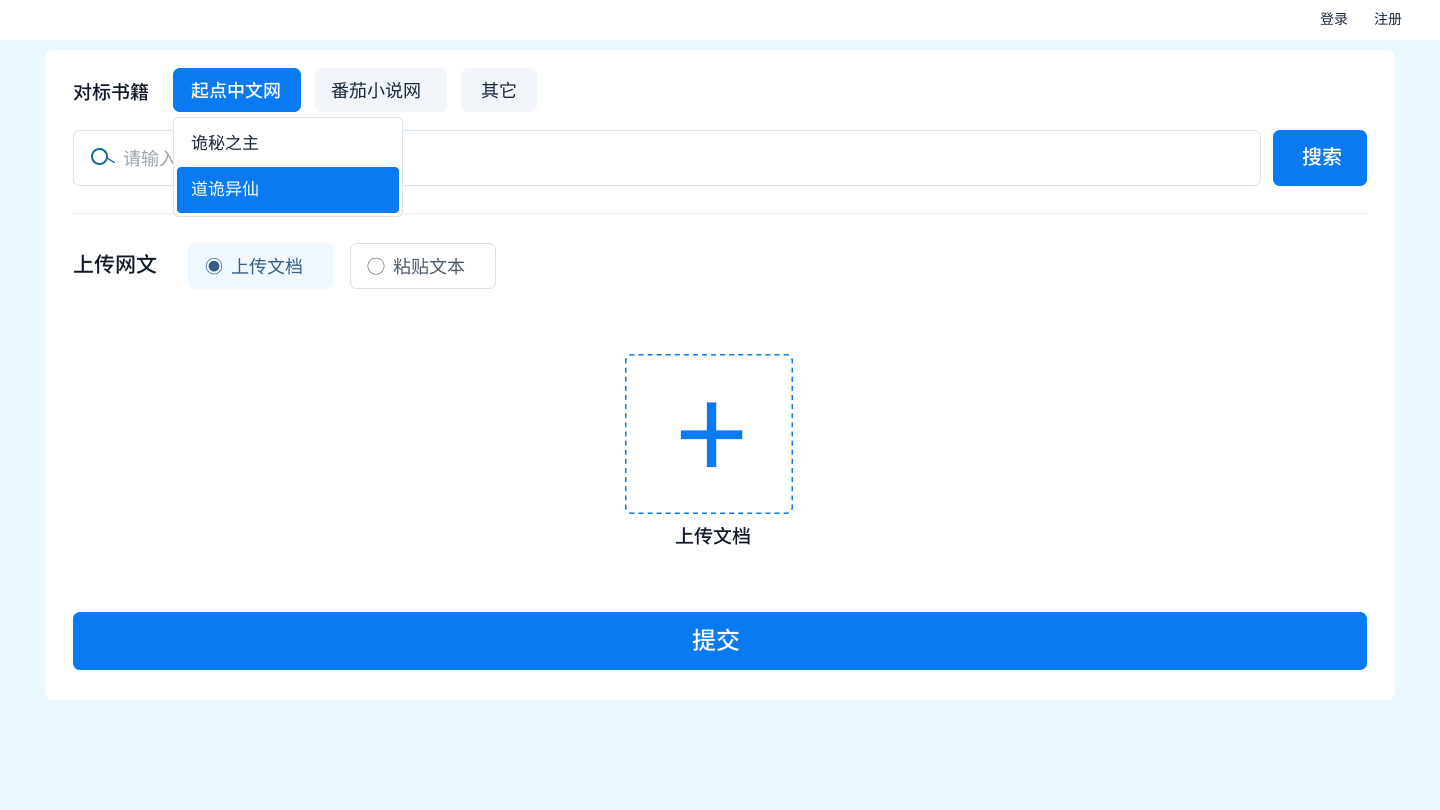 登录 注册
对标书籍 起点中文网 番茄小说网 其它
诡秘之主
请输入
搜索
道诡异仙
上传网文 上传文档 粘贴文本
上传文档
提交